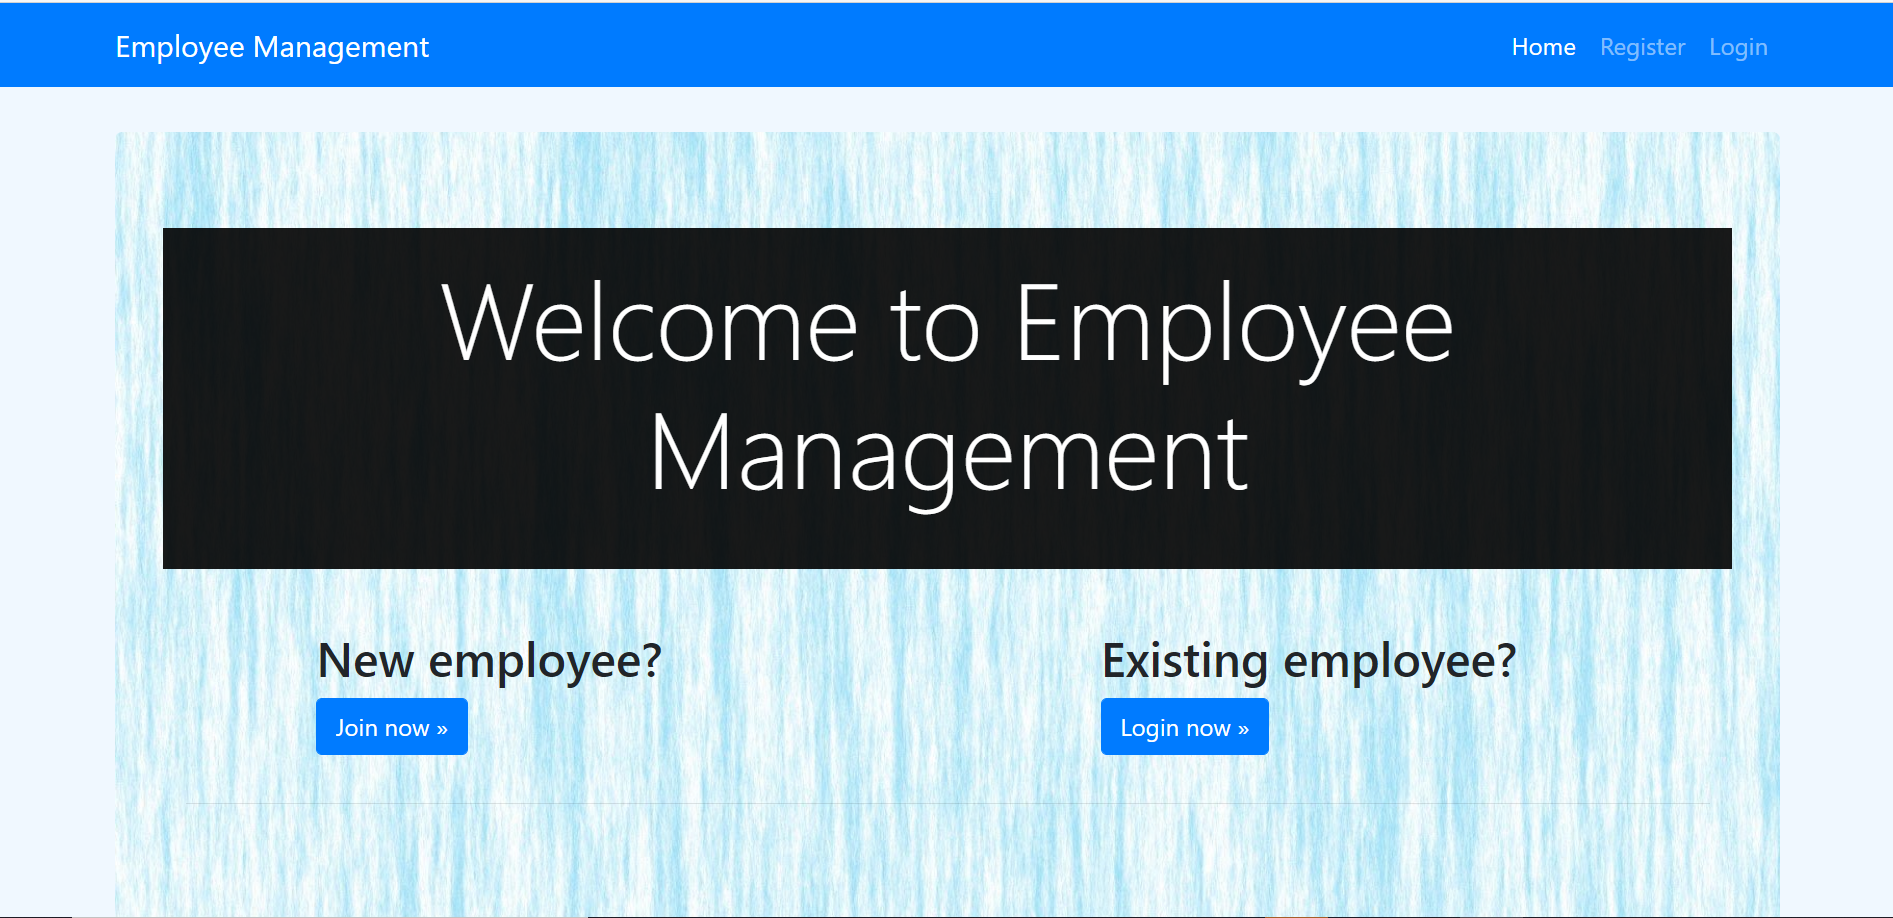 Employee Management
Home Register Login
Welcome to Employee
Management
New employee?
Join now »
Existing employee?
Login now »